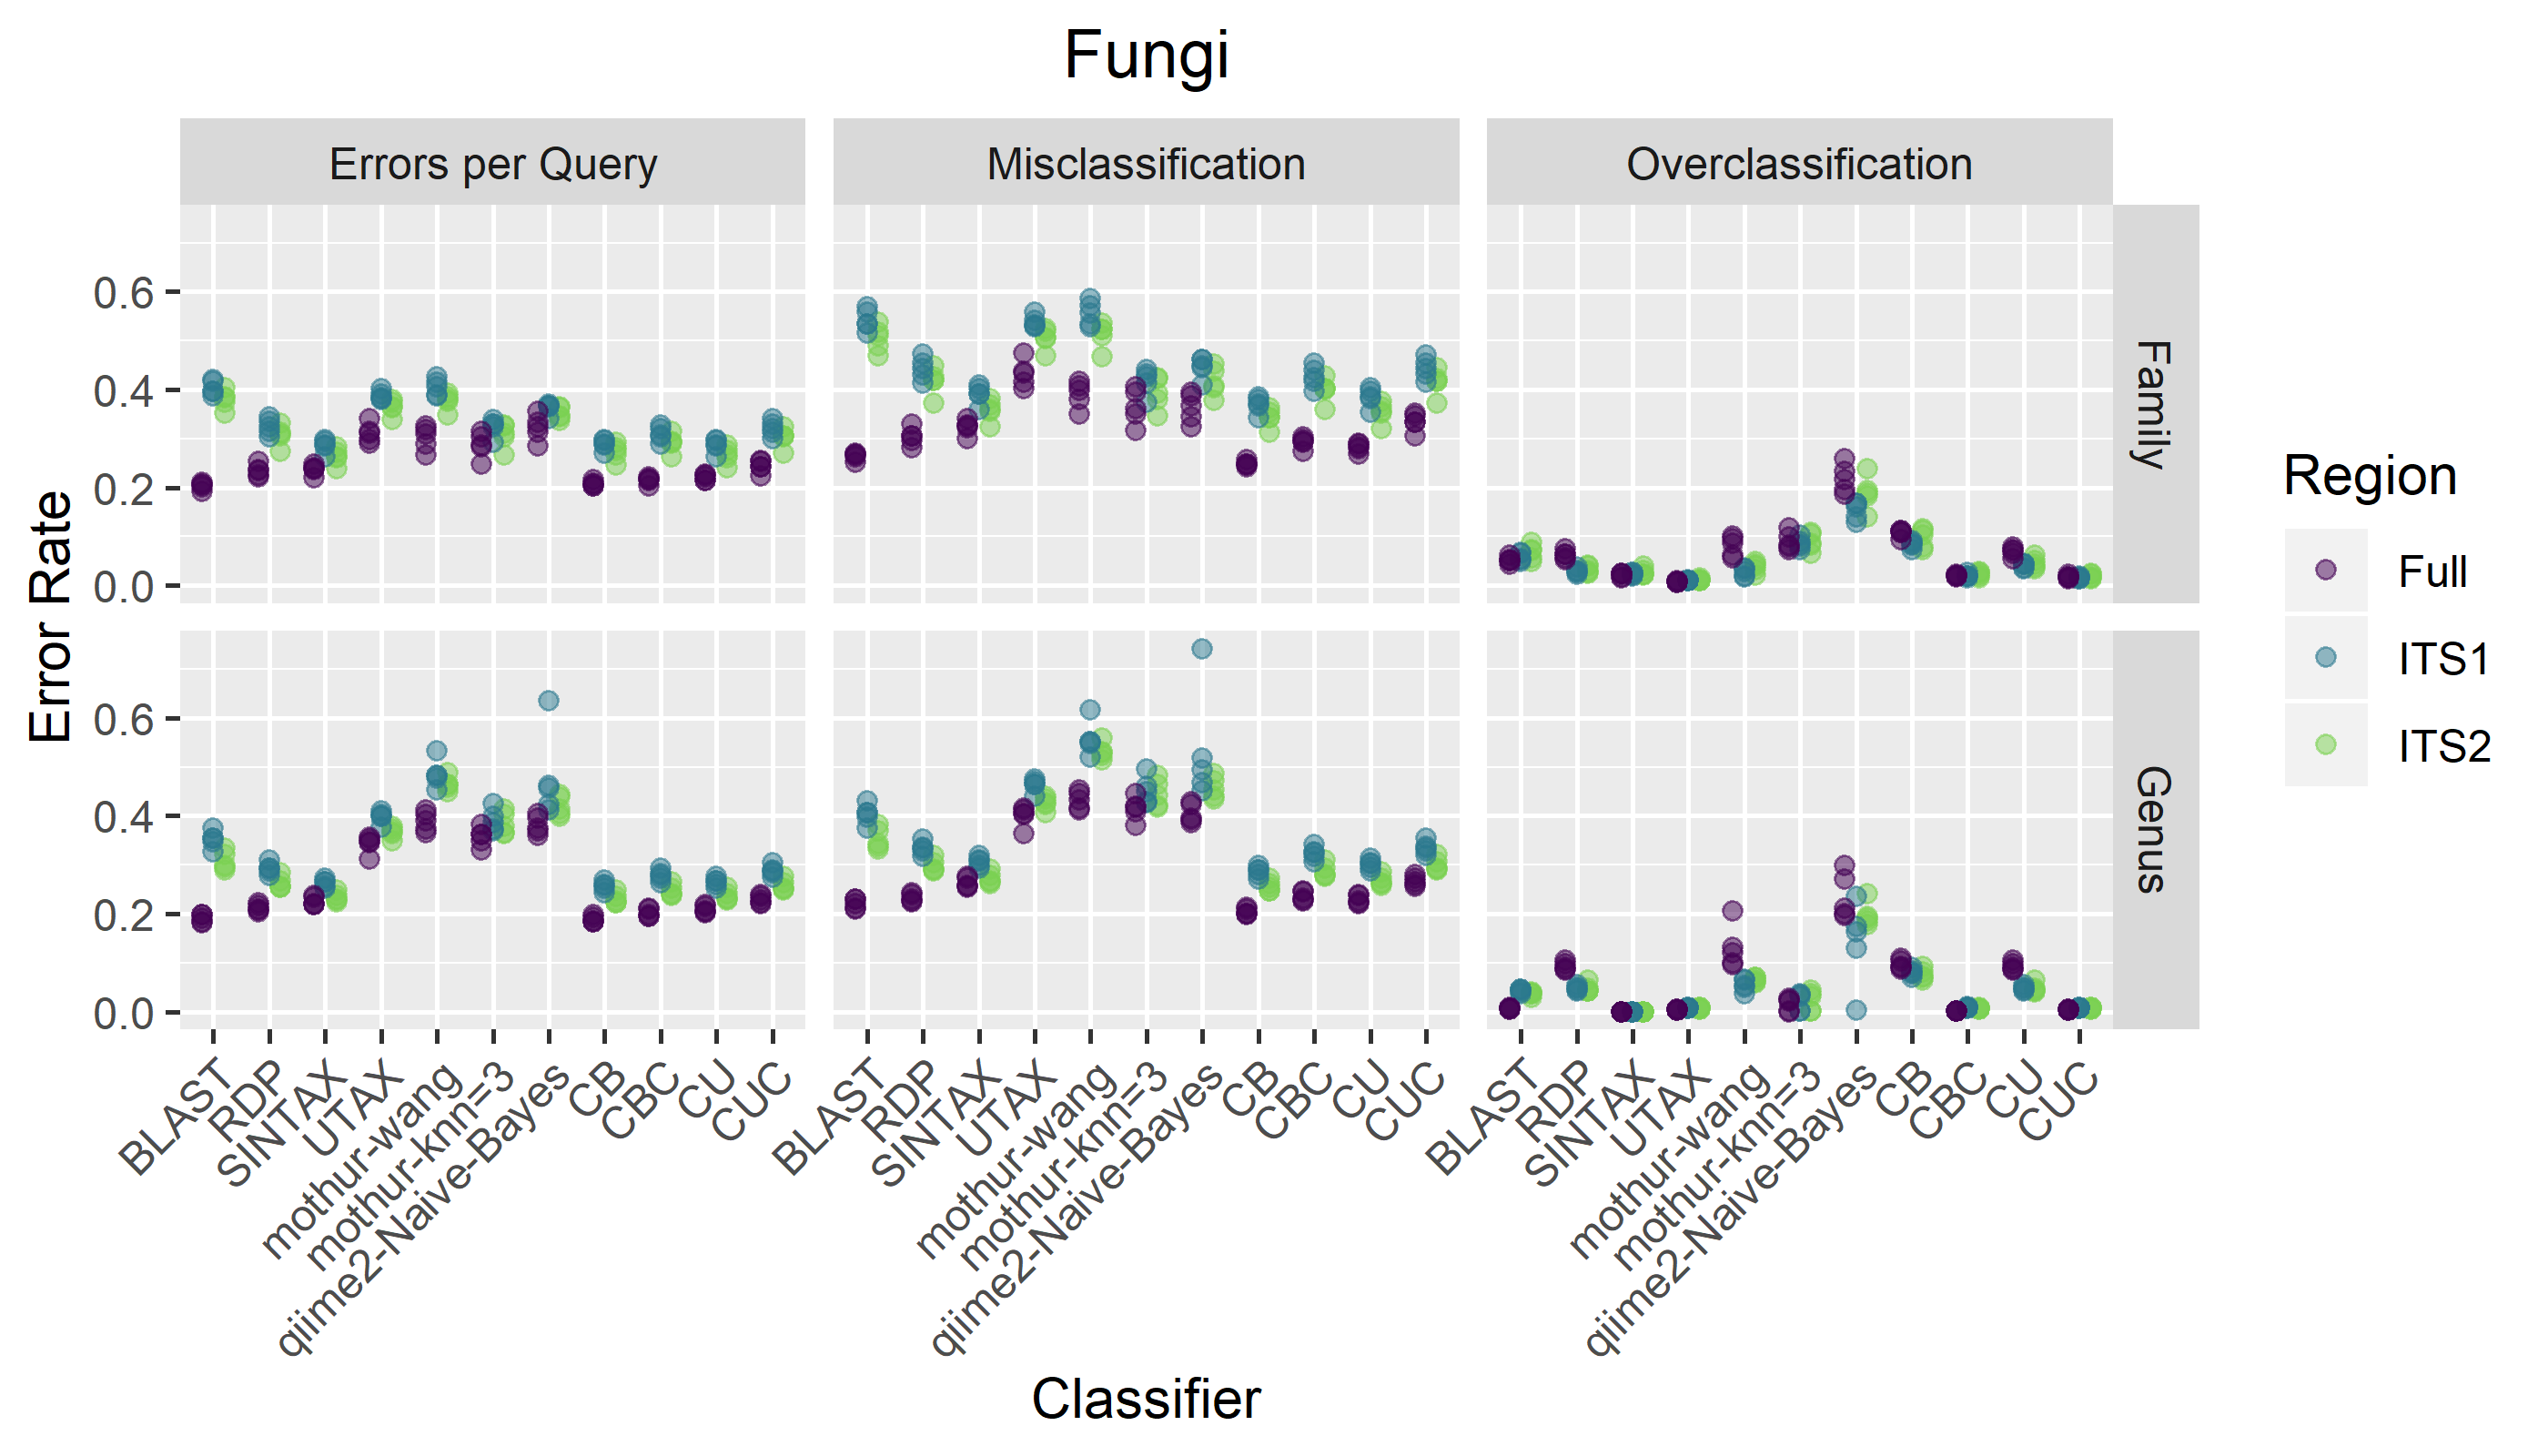 Fungi
Errors per Query
Misclassification
Overclassification
Family
Genus
Error Rate
0.6
0.4
0.2
0.0
0.6
0.4
0.2
0.0
BLAST
RDP
SINTAX
UTAX
mothur-wang
mothur-knn=3
qiime2-Naive-Bayes
CB
CBC
CU
CUC
BLAST
RDP
SINTAX
UTAX
mothur-wang
mothur-knn=3
qiime2-Naive-Bayes
CB
CBC
CU
CUC
BLAST
RDP
SINTAX
UTAX
mothur-wang
mothur-knn=3
qiime2-Naive-Bayes
CB
CBC
CU
CUC
Classifier
Region
Full
ITS1
ITS2